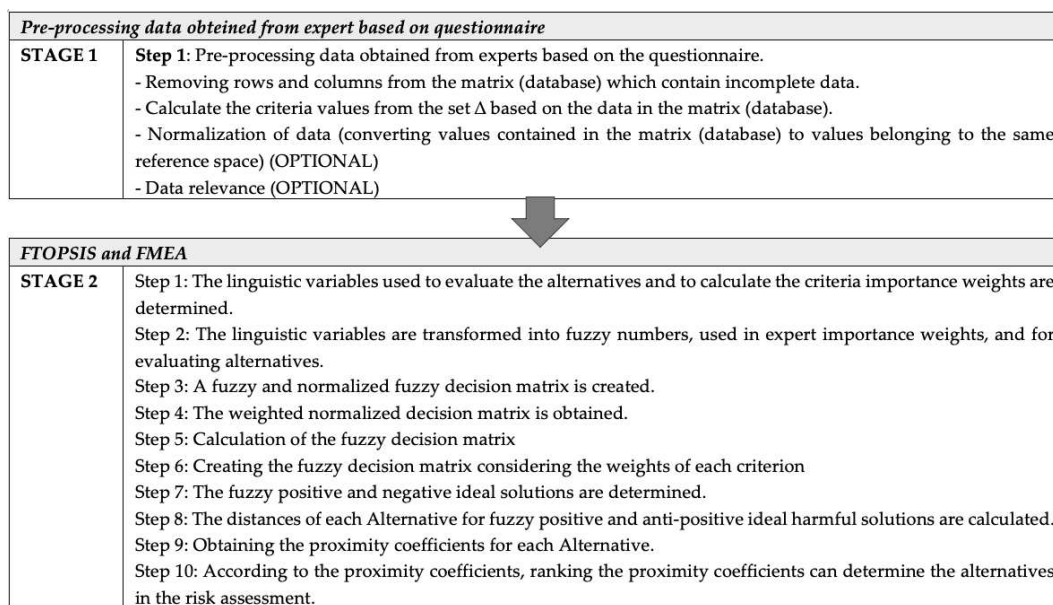 Pre-processing data obteined from expert based on questionnaire
STAGE 1
Step 1: Pre-processing data obtained from experts based on the questionnaire.
- Removing rows and columns from the matrix (database) which contain incomplete data.
- Calculate the criteria values from the set Δ based on the data in the matrix (database).
- Normalization of data (converting values contained in the matrix (database) to values belonging to the same
reference space) (OPTIONAL)
- Data relevance (OPTIONAL)
FTOPSIS and FMEA
STAGE 2
Step 1: The linguistic variables used to evaluate the alternatives and to calculate the criteria importance weights are
determined.
Step 2: The linguistic variables are transformed into fuzzy numbers, used in expert importance weights, and for
evaluating alternatives.
Step 3: A fuzzy and normalized fuzzy decision matrix is created.
Step 4: The weighted normalized decision matrix is obtained.
Step 5: Calculation of the fuzzy decision matrix
Step 6: Creating the fuzzy decision matrix considering the weights of each criterion
Step 7: The fuzzy positive and negative ideal solutions are determined.
Step 8: The distances of each Alternative for fuzzy positive and anti-positive ideal harmful solutions are calculated.
Step 9: Obtaining the proximity coefficients for each Alternative.
Step 10: According to the proximity coefficients, ranking the proximity coefficients can determine the alternatives
in the risk assessment.